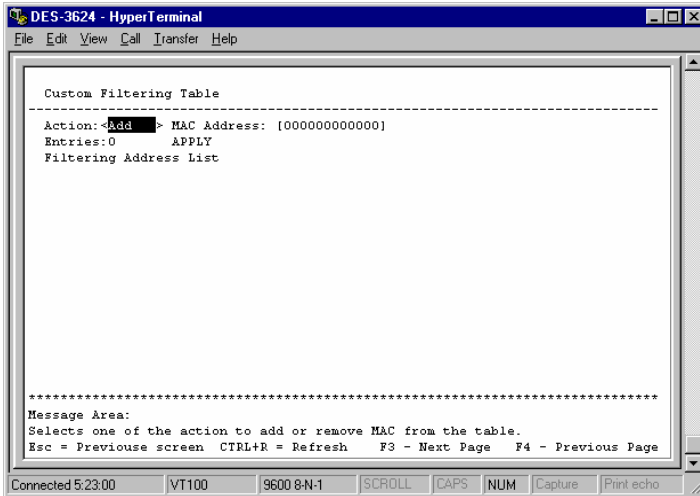 DES-3624 - HyperTerminal
File Edit View Call Transfer Help
Custom Filtering Table
--------------------------------------------------------------------------------
Action:<Add   > MAC Address: [000000000000]
Entries:0       APPLY
Filtering Address List
********************************************************************************
Message Area:
Selects one of the action to add or remove MAC from the table.
Esc = Previouse screen  CTRL+R = Refresh   F3 - Next Page   F4 - Previous Page
Connected 5:23:00 VT100 9600 8-N-1 SCROLL CAPS NUM Capture Print echo